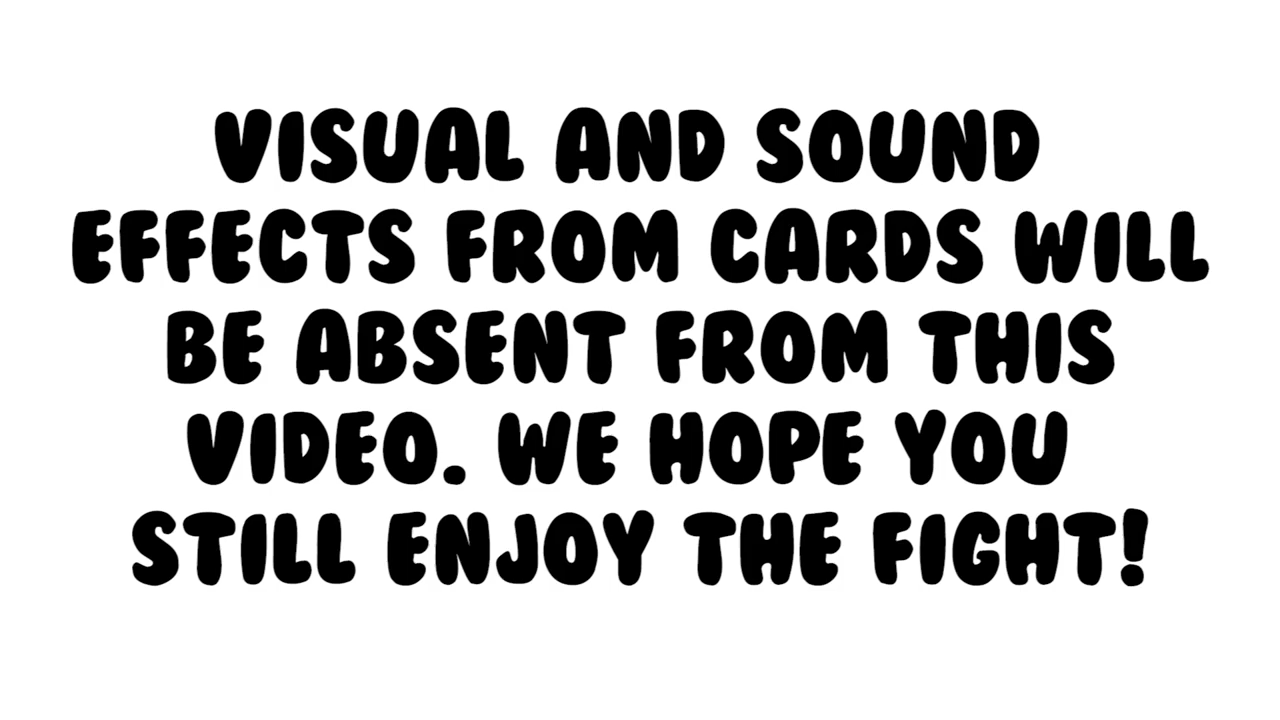 VISUAL AND SOUND
EFFECTS FROM CARDS WILL
BE ABSENT FROM THIS
VIDEO. WE HOPE YOU
STILL ENJOY THE FIGHT!